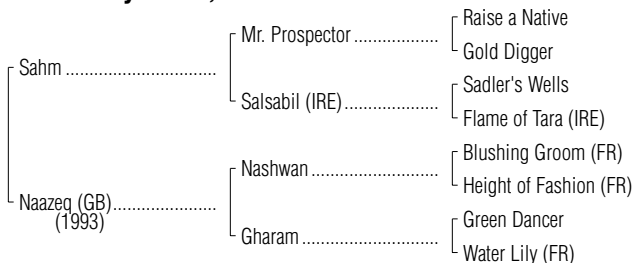 Raise a Native
Mr. Prospector ......................
Gold Digger
Sahm ........................................
Sadler's Wells
Salsabil (IRE)........................
Flame of Tara (IRE)
Blushing Groom (FR)
Nashwan ................................
Height of Fashion (FR)
Naazeq (GB)...........................
(1993)
Green Dancer
Gharam ..................................
Water Lily (FR)